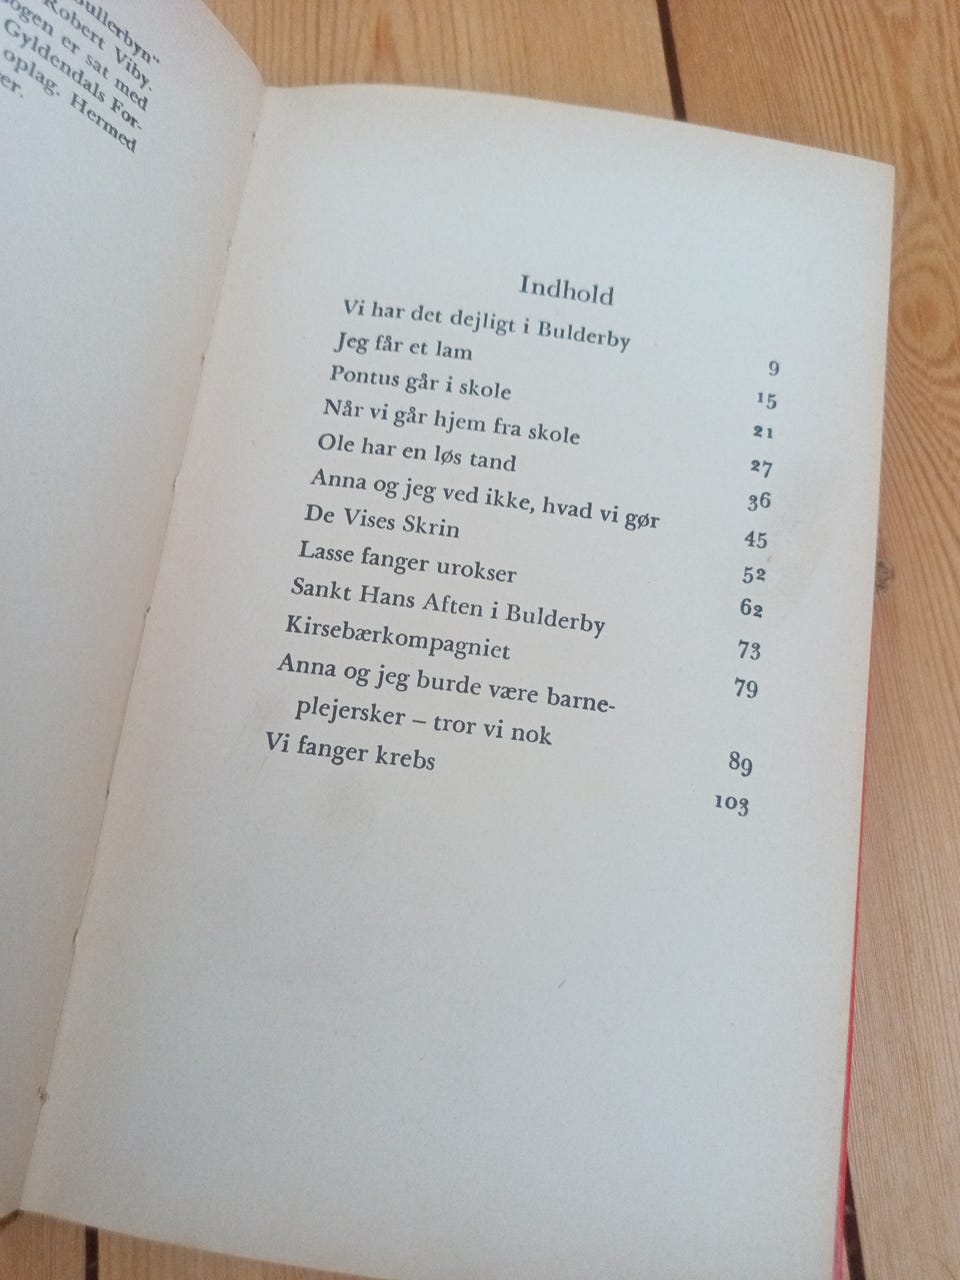 Bullerbyn“
Robert Viby.
ogen er sat med
Gyldendals For-
oplag. Hermed
er.
Indhold
Vi har det dejligt i Bulderby 9
Jeg får et lam 15
Pontus går i skole 21
Når vi går hjem fra skole 27
Ole har en løs tand 36
Anna og jeg ved ikke, hvad vi gør 45
De Vises Skrin 52
Lasse fanger urokser 62
Sankt Hans Aften i Bulderby 73
Kirsebærkompagniet 79
Anna og jeg burde være barne-
plejersker – tror vi nok 89
Vi fanger krebs 103